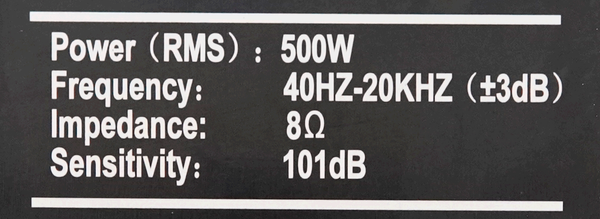 Power（RMS）: 500W
Frequency: 40HZ-20KHZ（±3dB）
Impedance: 8Ω
Sensitivity: 101dB